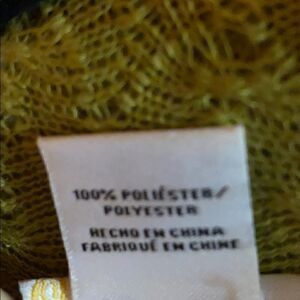 100% POLIÉSTER/
POLYESTER
HECHO EN CHINA
FABRIQUÉ EN CHINE